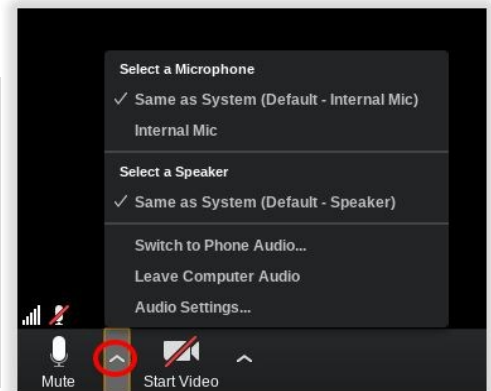 Select a Microphone
✓ Same as System (Default - Internal Mic)
Internal Mic
Select a Speaker
✓ Same as System (Default - Speaker)
Switch to Phone Audio...
Leave Computer Audio
Audio Settings...
Mute
Start Video